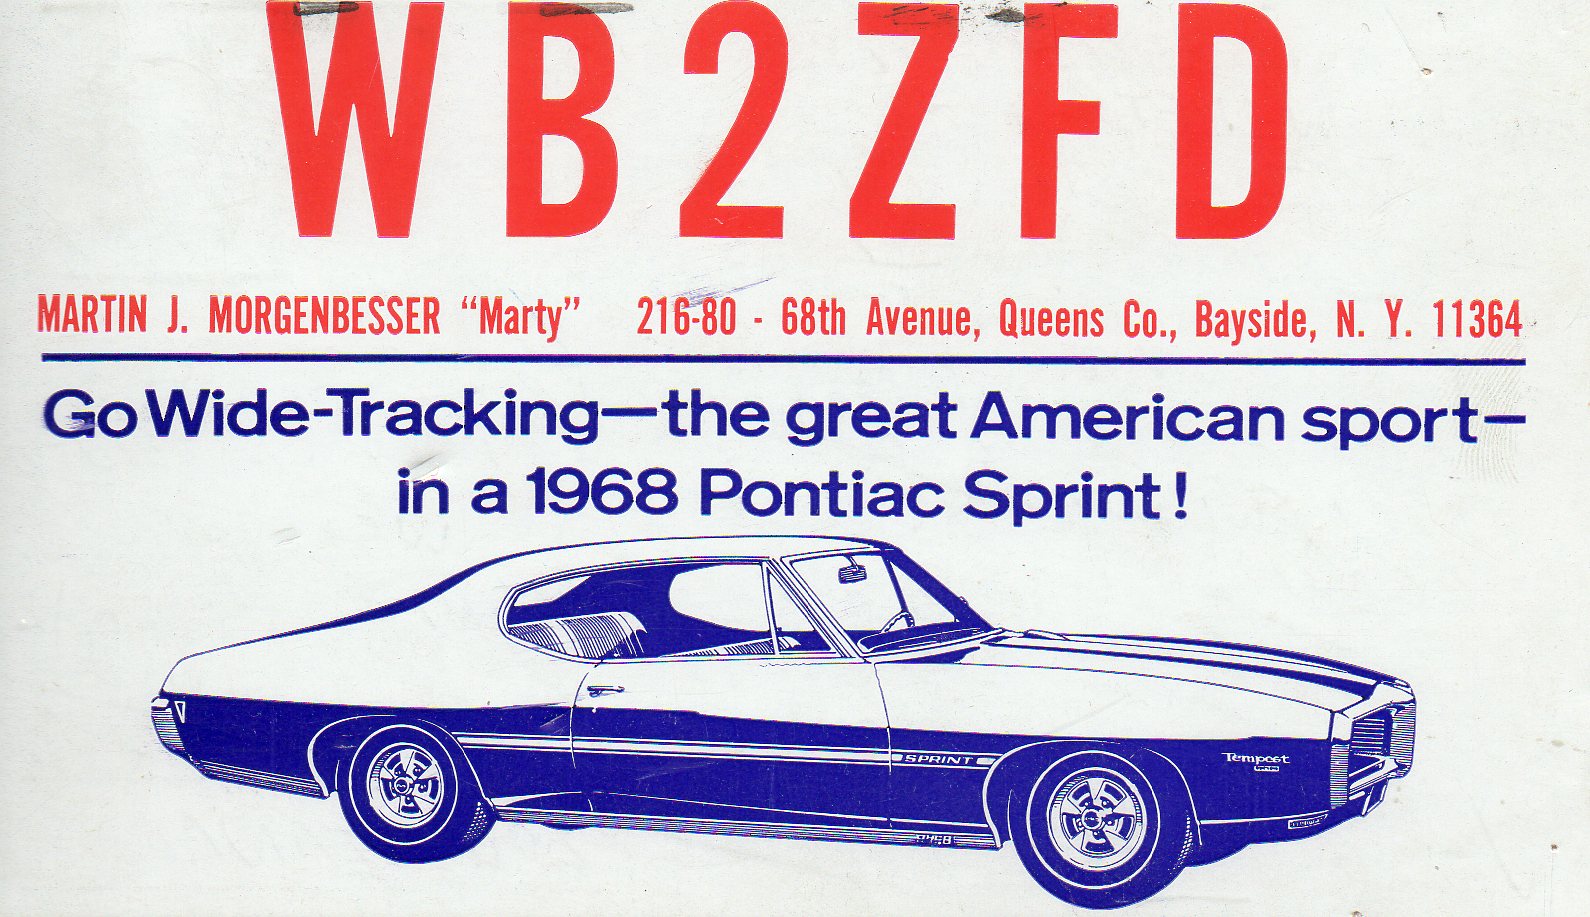 WB2ZFD
MARTIN J. MORGENBESSER “Marty” 216-80 - 68th Avenue, Queens Co., Bayside, N. Y. 11364
Go Wide-Tracking—the great American sport—
in a 1968 Pontiac Sprint!
SPRINT
Tempest